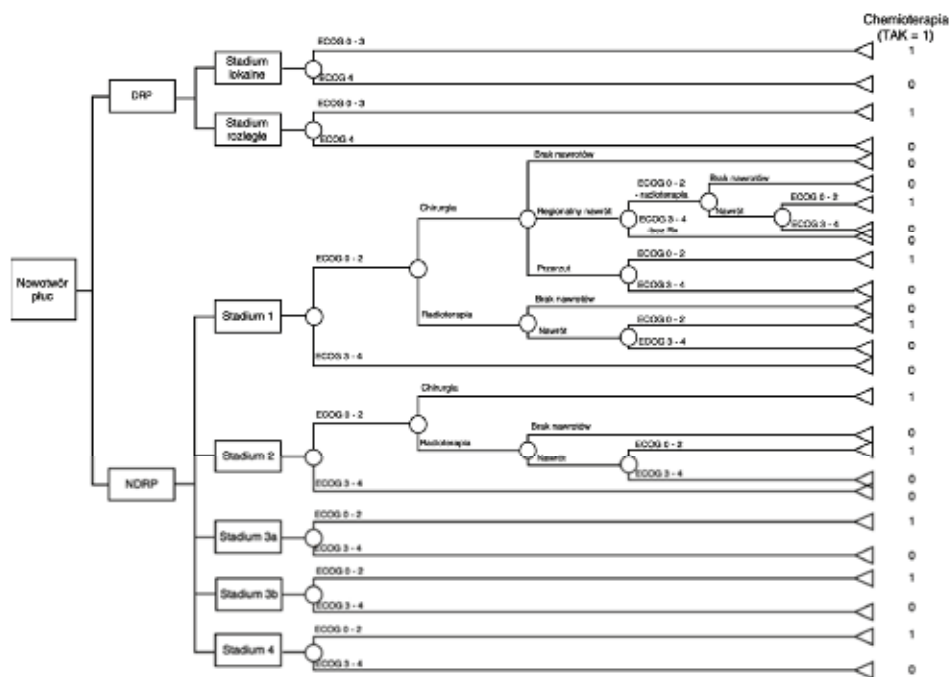 Chemioterapia
(TAK = 1)
ECOG 0 - 3
1
Stadium
lokalne
ECOG 4
0
DRP
ECOG 0 - 3
1
Stadium
rozległe
ECOG 4
0
Brak nawrotów
0
Brak nawrotów
0
ECOG 0 - 2
- radioterapia
ECOG 0 - 2
1
Chirurgia
Regionalny nawrót
Nawrót
ECOG 3 - 4
0
ECOG 3 - 4
0
ECOG 0 - 2
1
ECOG 0 - 2
Przerzut
ECOG 3 - 4
0
Nowotwór
płuc
Brak nawrotów
0
Stadium 1
Radioterapia
ECOG 0 - 2
1
Nawrót
ECOG 3 - 4
0
ECOG 3 - 4
0
Chirurgia
1
ECOG 0 - 2
Brak nawrotów
0
Radioterapia
ECOG 0 - 2
1
Stadium 2
Nawrót
ECOG 3 - 4
0
NDRP
ECOG 3 - 4
0
ECOG 0 - 2
1
Stadium 3a
ECOG 3 - 4
0
ECOG 0 - 2
1
Stadium 3b
ECOG 3 - 4
0
ECOG 0 - 2
1
Stadium 4
ECOG 3 - 4
0